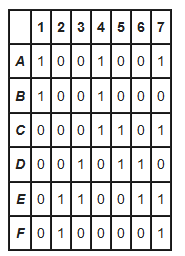 1 2 3 4 5 6 7
A 1 0 0 1 0 0 1
B 1 0 0 1 0 0 0
C 0 0 0 1 1 0 1
D 0 0 1 0 1 1 0
E 0 1 1 0 0 1 1
F 0 1 0 0 0 0 1